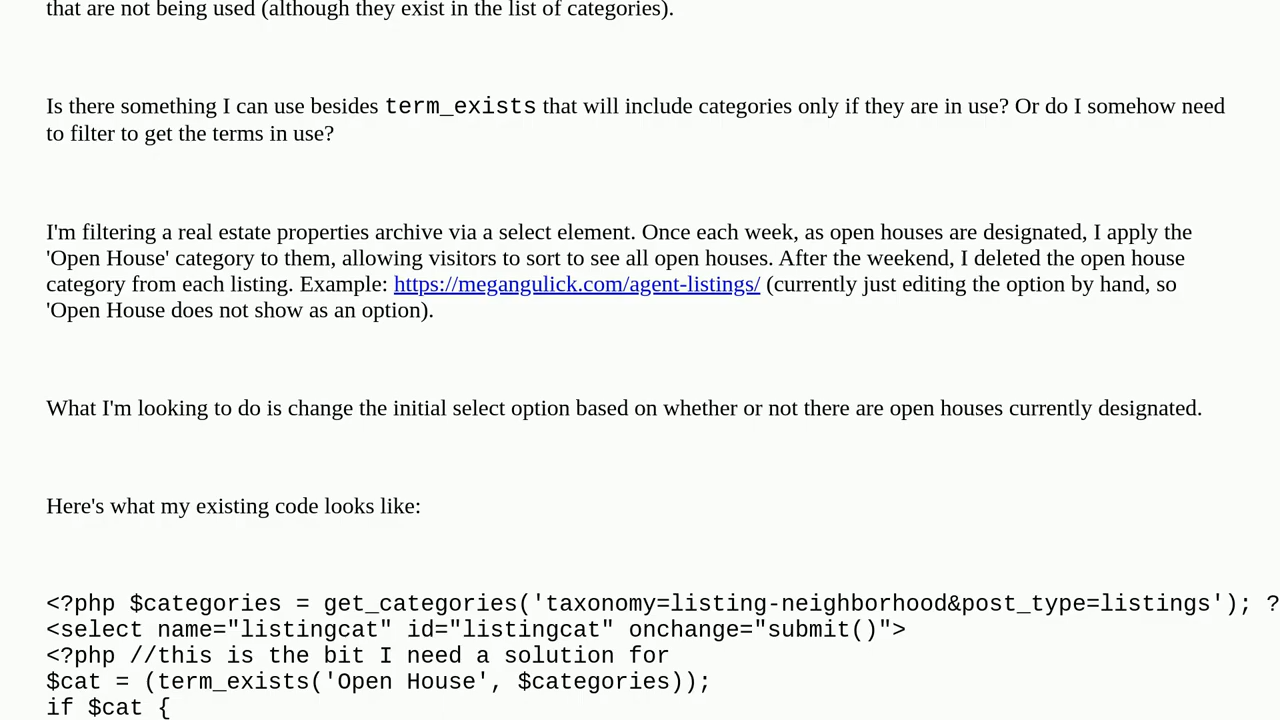 that are not being used (although they exist in the list of categories).
Is there something I can use besides term_exists that will include categories only if they are in use? Or do I somehow need
to filter to get the terms in use?
I'm filtering a real estate properties archive via a select element. Once each week, as open houses are designated, I apply the
'Open House' category to them, allowing visitors to sort to see all open houses. After the weekend, I deleted the open house
category from each listing. Example: https://megangulick.com/agent-listings/ (currently just editing the option by hand, so
'Open House does not show as an option).
What I'm looking to do is change the initial select option based on whether or not there are open houses currently designated.
Here's what my existing code looks like:
<?php $categories = get_categories('taxonomy=listing-neighborhood&post_type=listings'); ?
<select name="listingcat" id="listingcat" onchange="submit()">
<?php //this is the bit I need a solution for
$cat = (term_exists('Open House', $categories));
if $cat {